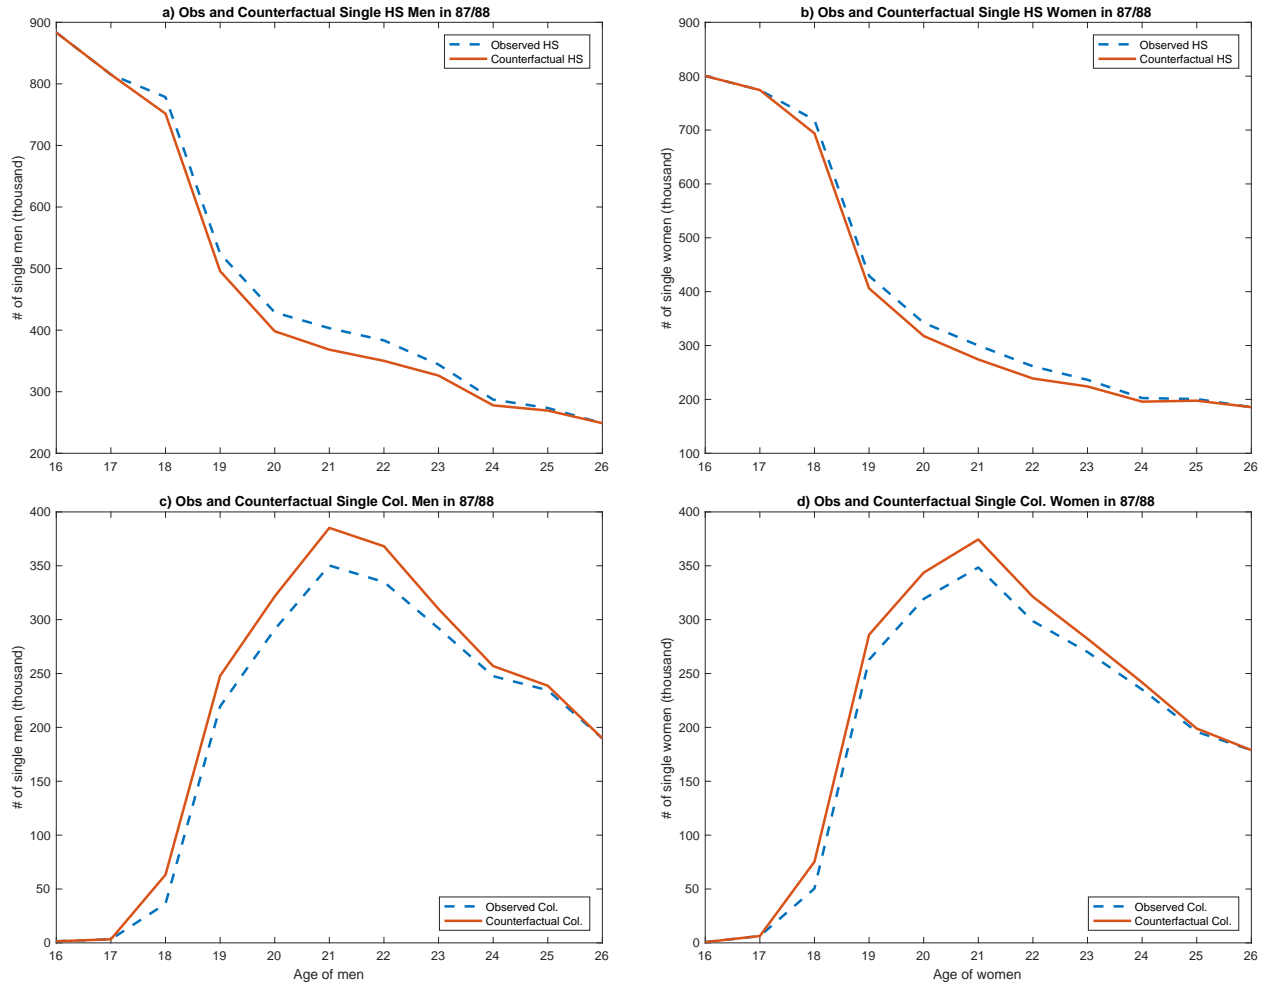 a) Obs and Counterfactual Single HS Men in 87/88
900
800
700
600
500
400
300
200
# of single men (thousand)
Observed HS
Counterfactual HS
16 17 18 19 20 21 22 23 24 25 26
b) Obs and Counterfactual Single HS Women in 87/88
900
800
700
600
500
400
300
200
100
# of single women (thousand)
Observed HS
Counterfactual HS
16 17 18 19 20 21 22 23 24 25 26
c) Obs and Counterfactual Single Col. Men in 87/88
400
350
300
250
200
150
100
50
0
# of single men (thousand)
Observed Col.
Counterfactual Col.
16 17 18 19 20 21 22 23 24 25 26
Age of men
d) Obs and Counterfactual Single Col. Women in 87/88
400
350
300
250
200
150
100
50
0
# of single women (thousand)
Observed Col.
Counterfactual Col.
16 17 18 19 20 21 22 23 24 25 26
Age of women